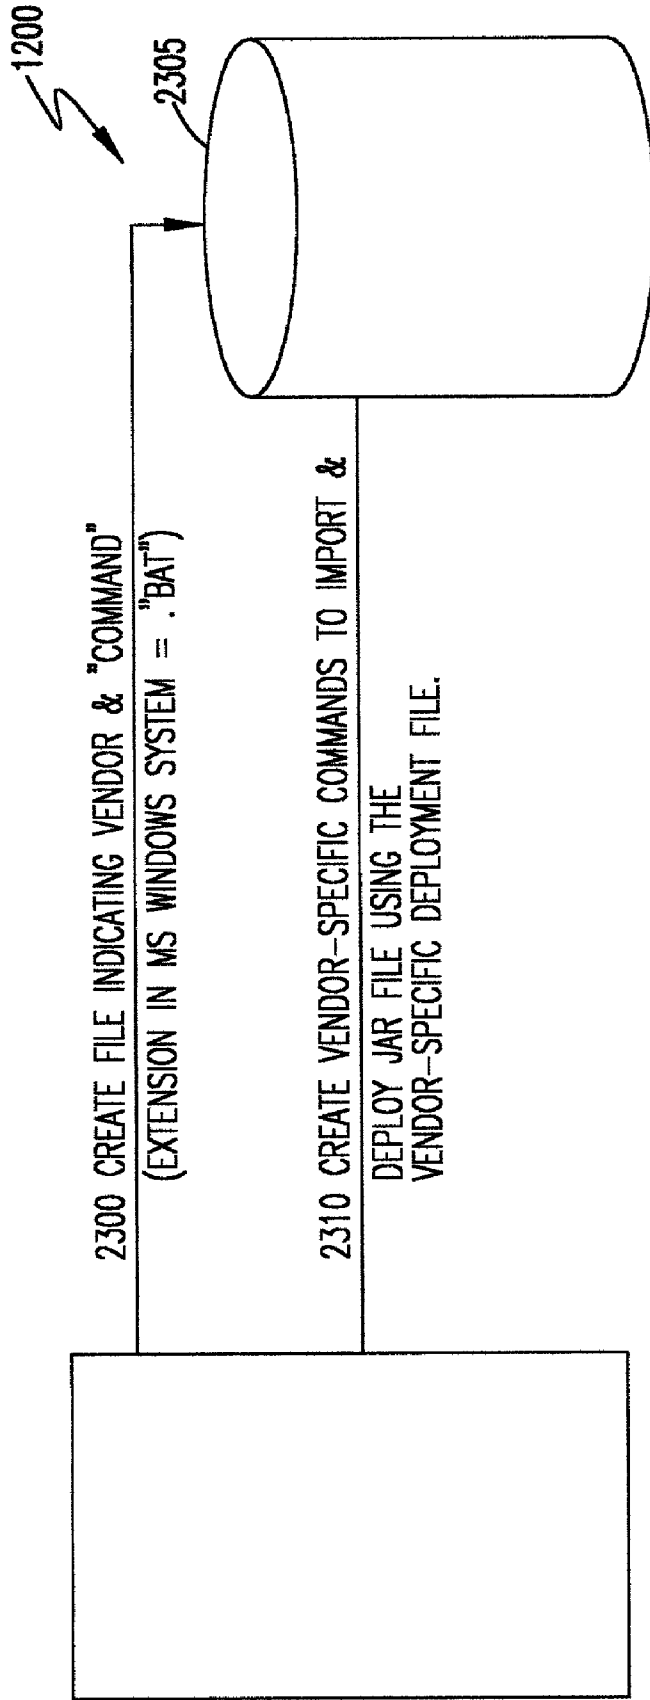 1200
2305
2300 CREATE FILE INDICATING VENDOR & "COMMAND"
(EXTENSION IN MS WINDOWS SYSTEM = ."BAT")
2310 CREATE VENDOR-SPECIFIC COMMANDS TO IMPORT &
DEPLOY JAR FILE USING THE
VENDOR-SPECIFIC DEPLOYMENT FILE.